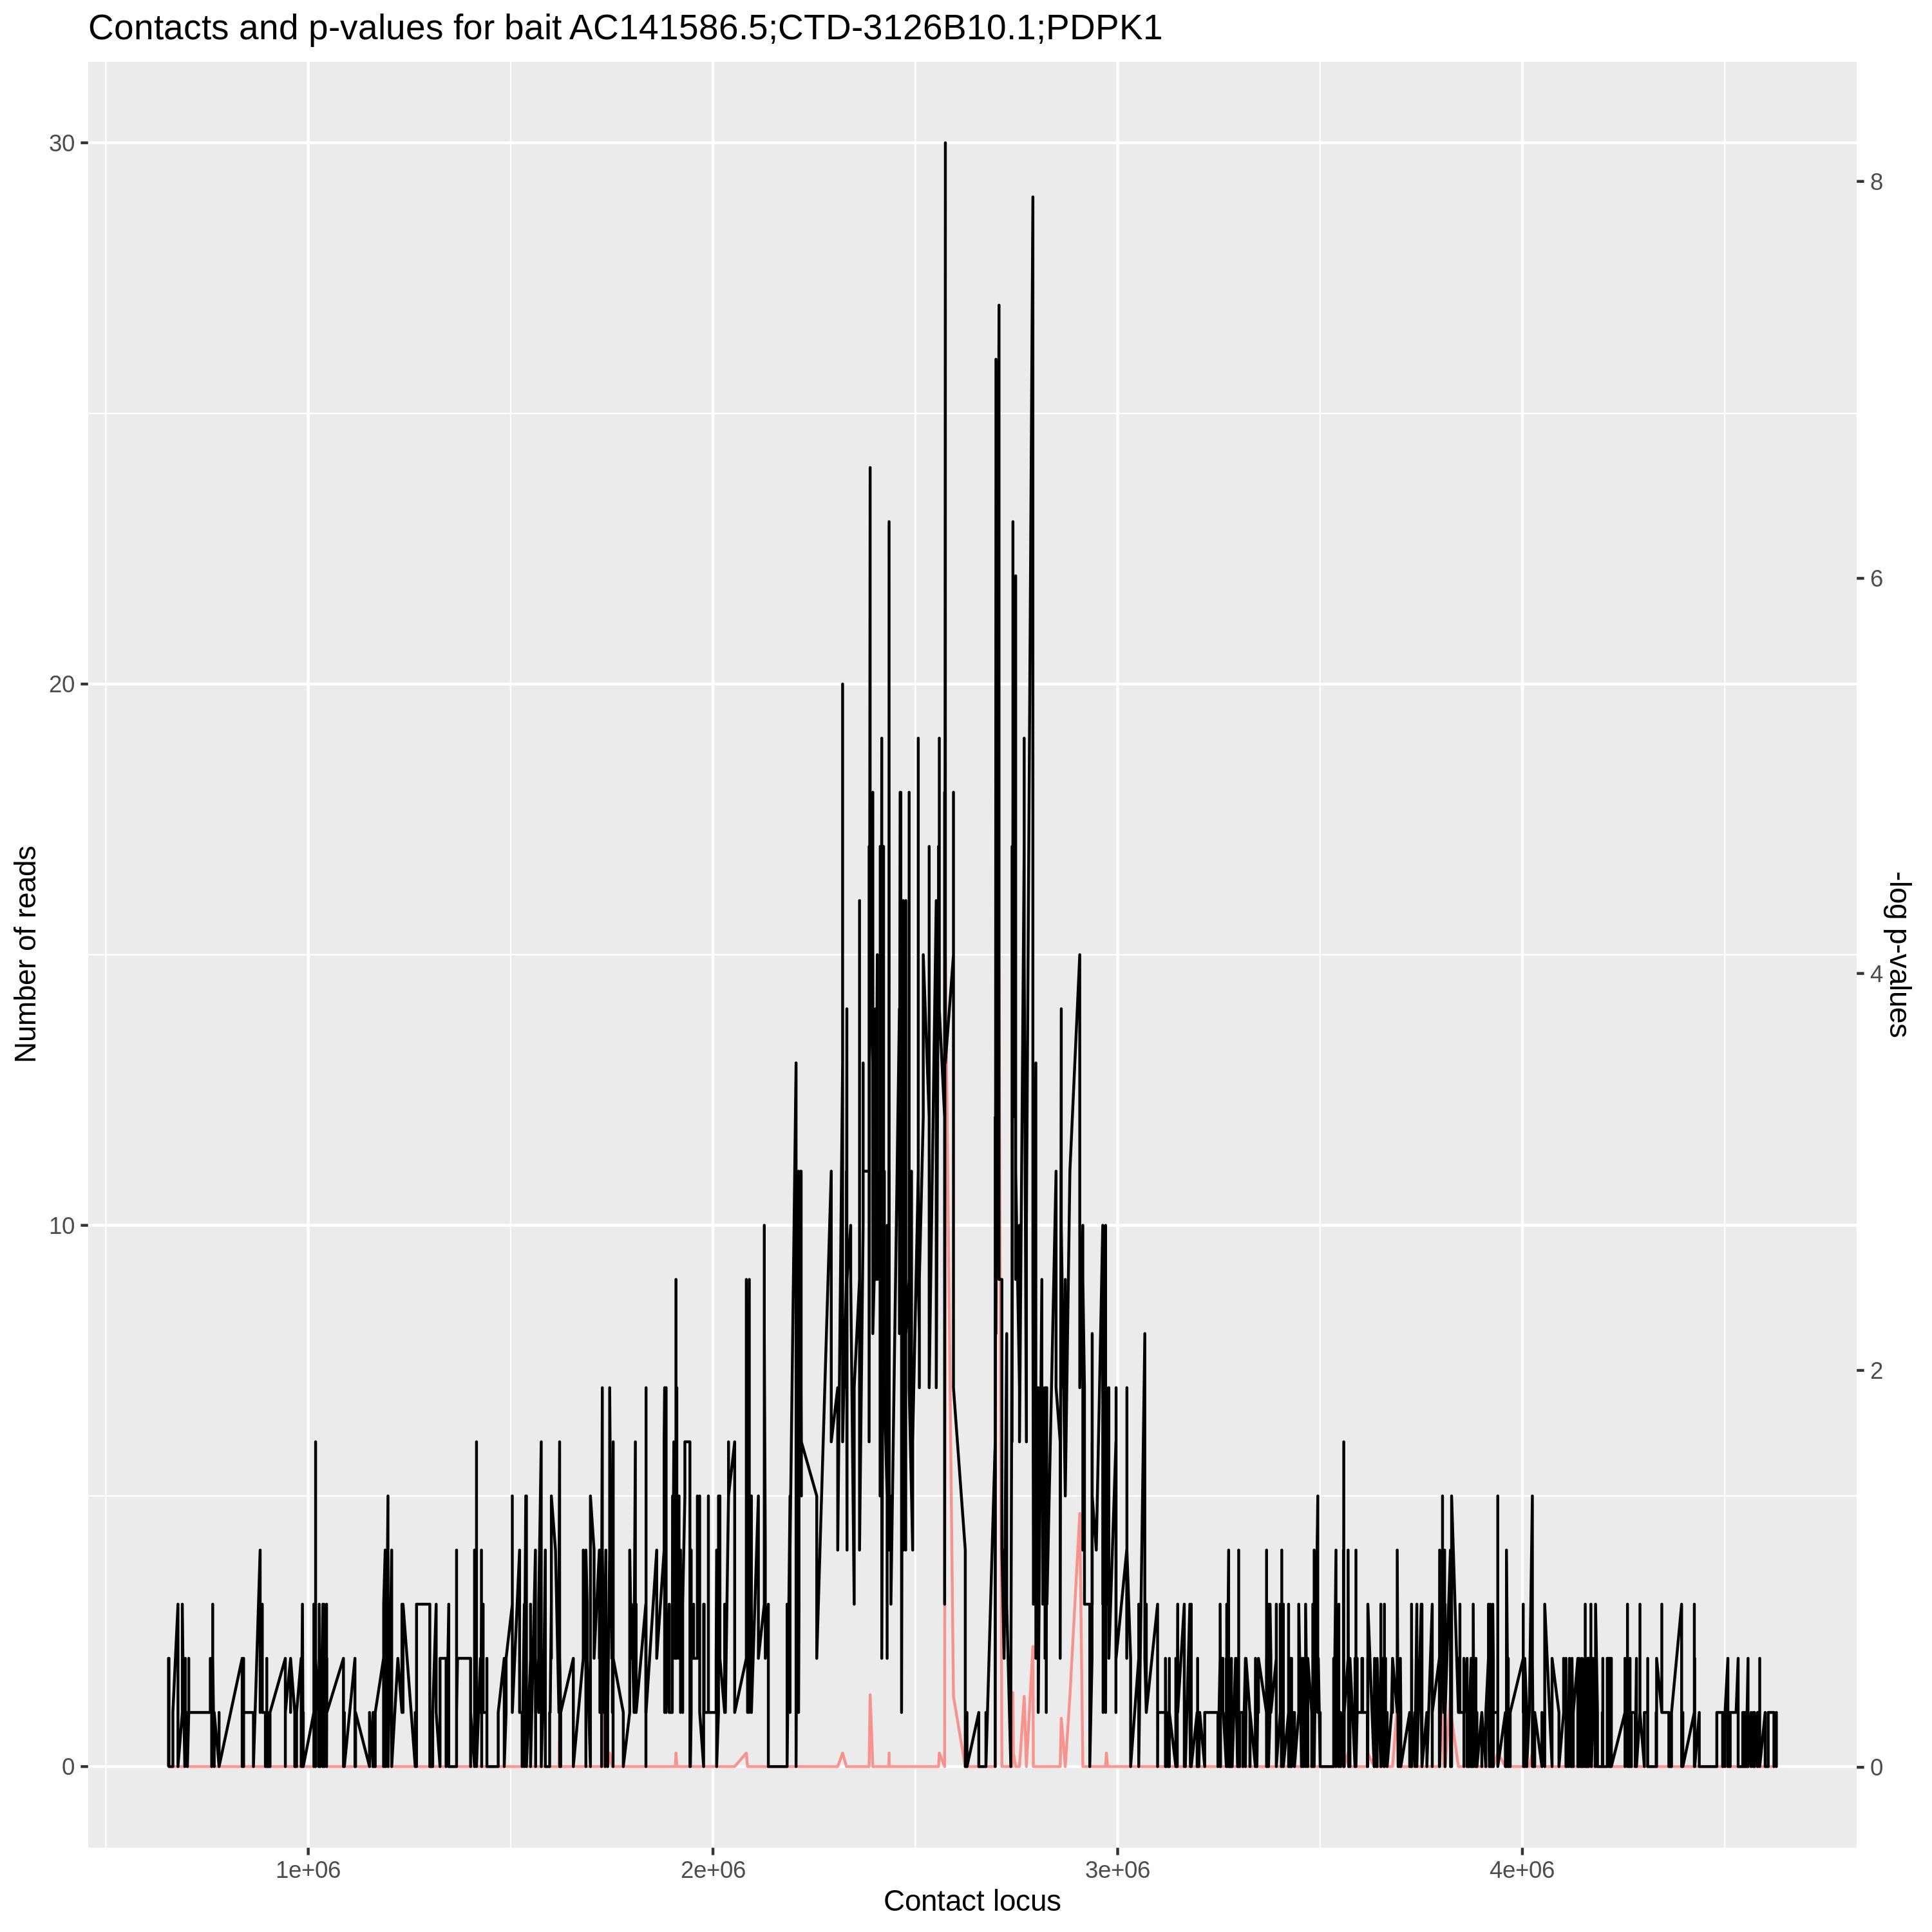 Contacts and p-values for bait AC141586.5;CTD-3126B10.1;PDPK1
30
20
10
0
Number of reads
8
6
4
2
0
-log p-values
1e+06
2e+06
3e+06
4e+06
Contact locus